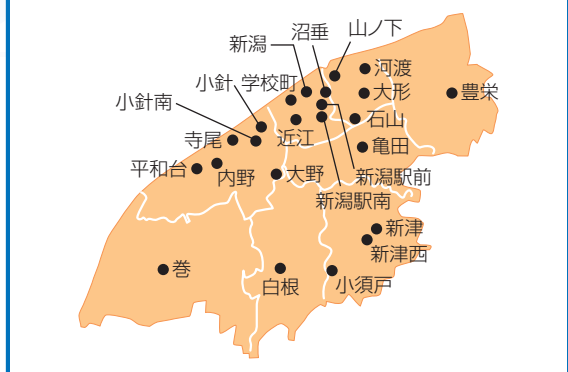 山ノ下
沼垂
新潟
河渡
小針
学校町
大形
豊栄
小針南
石山
近江
寺尾
亀田
平和台
内野
大野
新潟駅前
新潟駅南
新津
新津西
巻
白根
小須戸